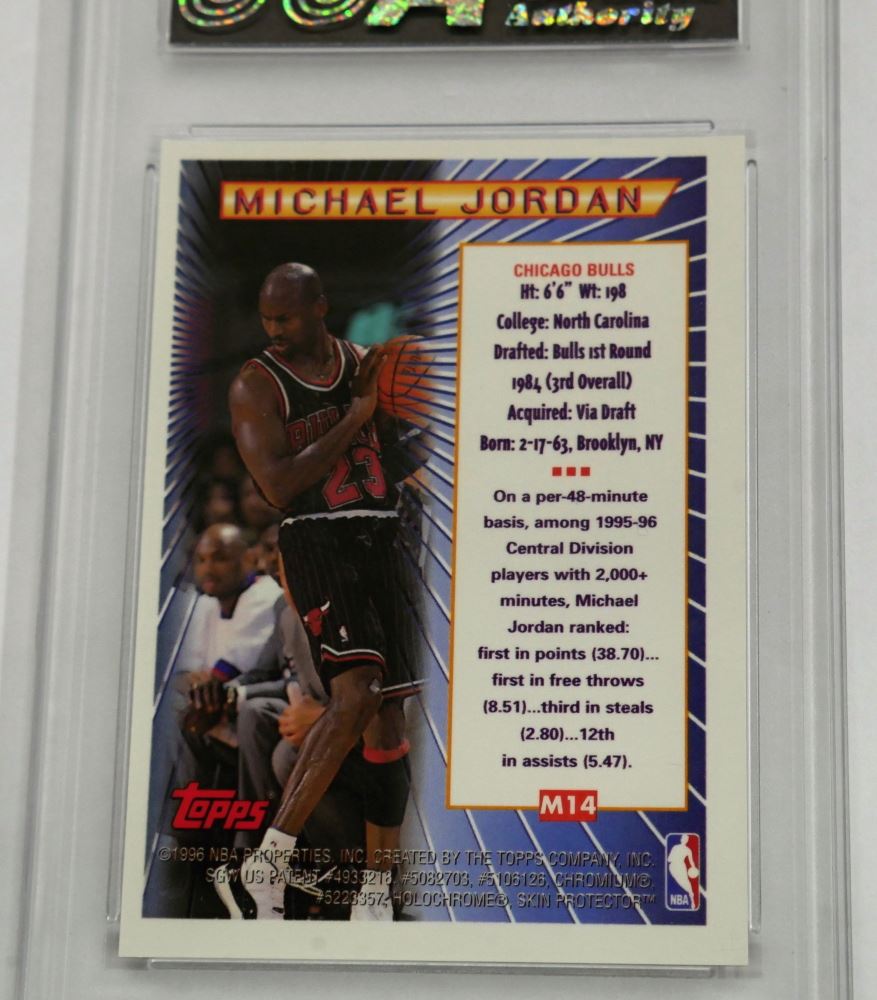 Authority
MICHAEL JORDAN
CHICAGO BULLS
Ht: 6'6" Wt: 198
College: North Carolina
Drafted: Bulls 1st Round
1984 (3rd Overall)
Acquired: Via Draft
Born: 2-17-63, Brooklyn, NY
On a per-48-minute
basis, among 1995-96
Central Division
players with 2,000+
minutes, Michael
Jordan ranked:
first in points (38.70)...
first in free throws
(8.51)...third in steals
(2.80)...12th
in assists (5.47).
M14
BULLS
23
TOPPS
©1996 NBA PROPERTIES, INC. CREATED BY THE TOPPS COMPANY, INC.
SGW US PATENT #4933218, #5082703, #5106126, CHROMIUM®,
#5223357, HOLOCHROME®, SKIN PROTECTOR™
NBA